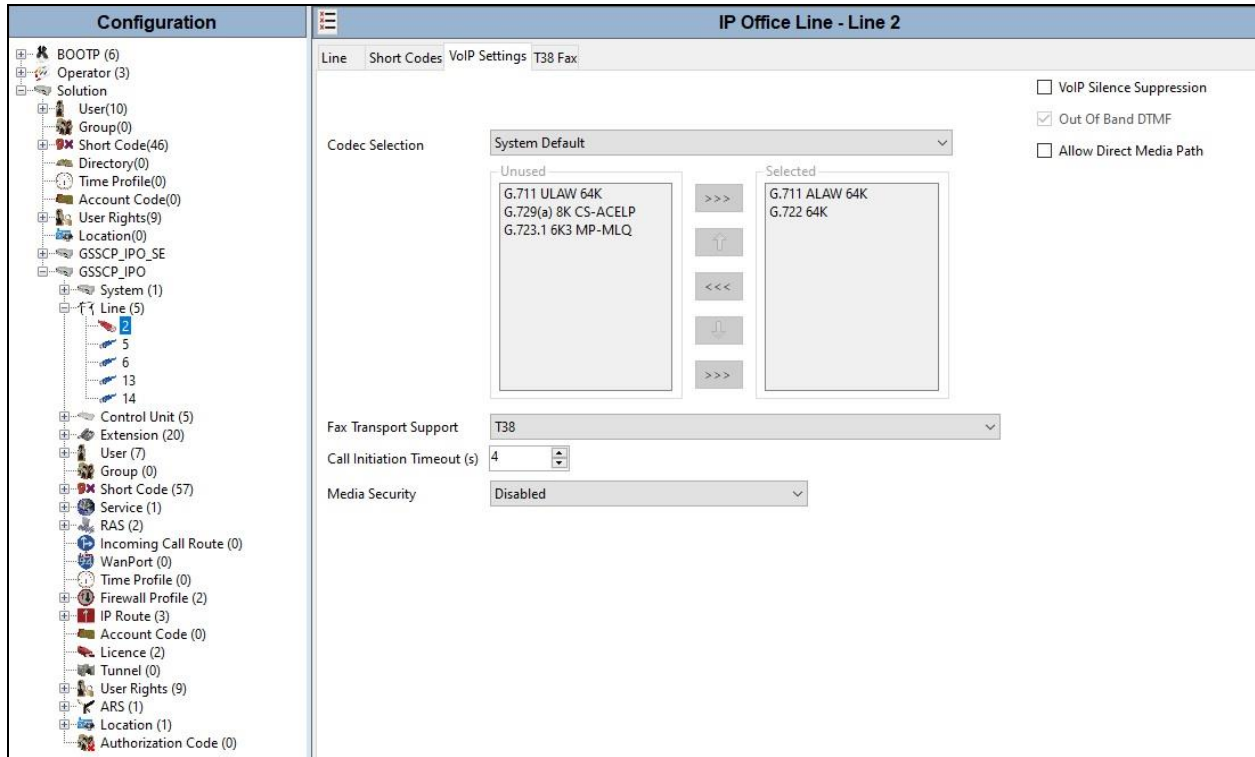 Configuration
BOOTP (6)
Operator (3)
Solution
User(10)
Group(0)
Short Code(46)
Directory(0)
Time Profile(0)
Account Code(0)
User Rights(9)
Location(0)
GSSCP_IPO_SE
GSSCP_IPO
System (1)
Line (5)
2
5
6
13
14
Control Unit (5)
Extension (20)
User (7)
Group (0)
Short Code (57)
Service (1)
RAS (2)
Incoming Call Route (0)
WanPort (0)
Time Profile (0)
Firewall Profile (2)
IP Route (3)
Account Code (0)
Licence (2)
Tunnel (0)
User Rights (9)
ARS (1)
Location (1)
Authorization Code (0)
IP Office Line - Line 2
Line Short Codes VoIP Settings T38 Fax
VoIP Silence Suppression
Out Of Band DTMF
Allow Direct Media Path
Codec Selection System Default
Unused
G.711 ULAW 64K
G.729(a) 8K CS-ACELP
G.723.1 6K3 MP-MLQ
>>>
<<<
>>>
Selected
G.711 ALAW 64K
G.722 64K
Fax Transport Support T38
Call Initiation Timeout (s) 4
Media Security Disabled